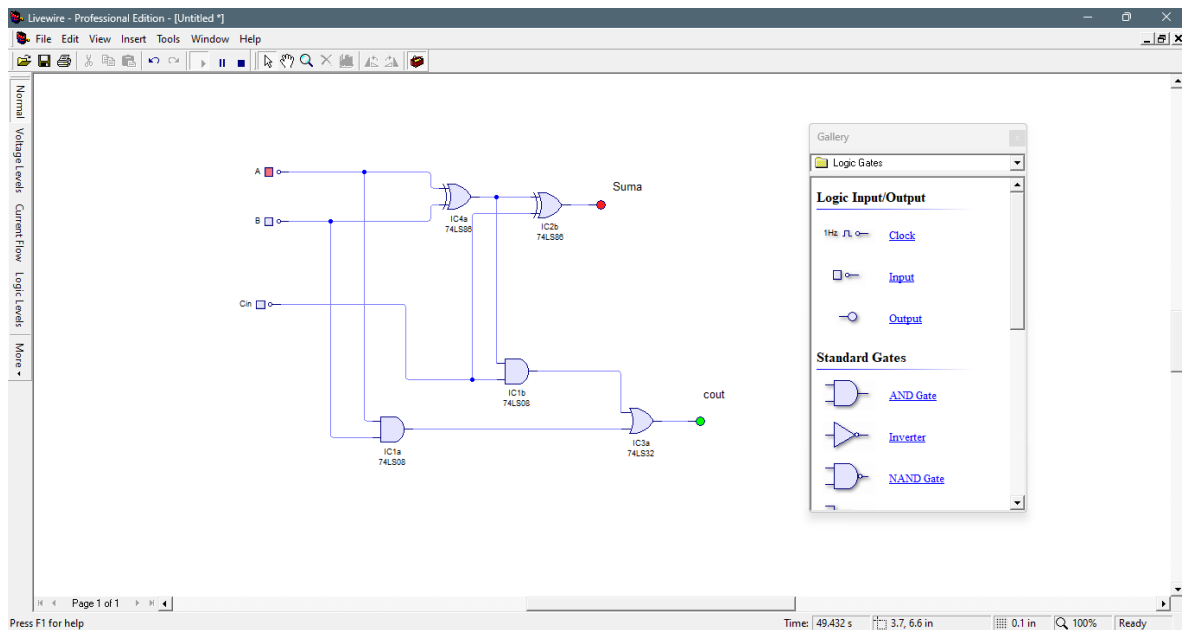 Livewire - Professional Edition - [Untitled *]
File Edit View Insert Tools Window Help
Normal
Voltage Levels
Current Flow
Logic Levels
More
A
B
Cin
IC4a
74LS86
IC2b
74LS86
Suma
IC1b
74LS08
IC1a
74LS08
IC3a
74LS32
cout
Gallery
Logic Gates
Logic Input/Output
1Hz Clock
Input
Output
Standard Gates
AND Gate
Inverter
NAND Gate
Page 1 of 1
Press F1 for help
Time: 49.432 s 3.7, 6.6 in 0.1 in 100% Ready